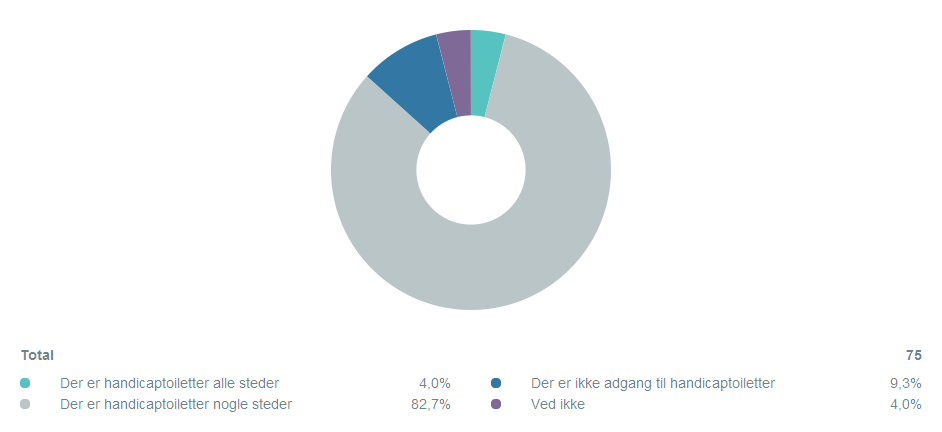 Total 75
Der er handicaptoiletter alle steder 4,0% Der er ikke adgang til handicaptoiletter 9,3%
Der er handicaptoiletter nogle steder 82,7% Ved ikke 4,0%